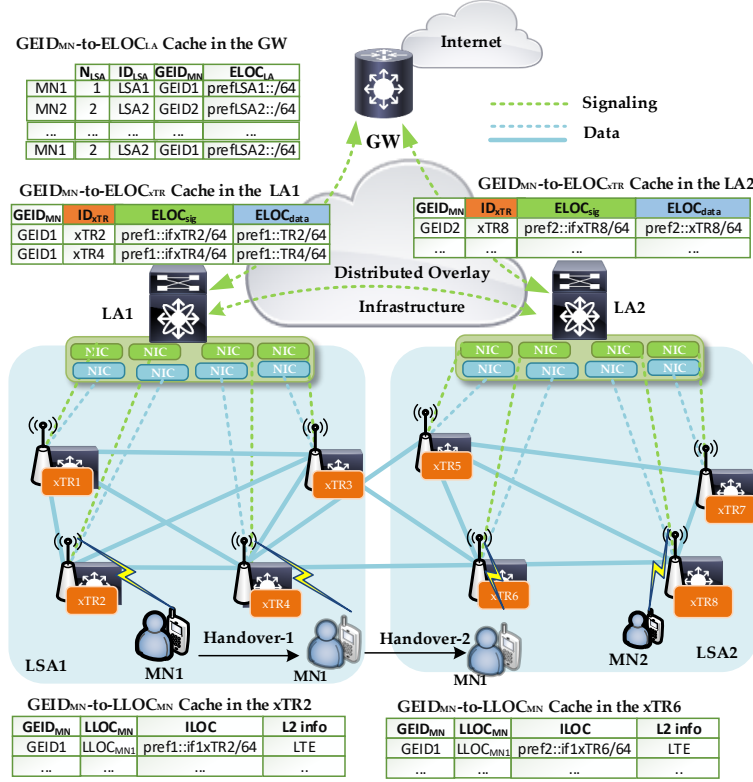 Internet
GEIDMN-to-ELOCLA Cache in the GW
NLSA IDLSA GEIDMN ELOCLA
MN1 1 LSA1 GEID1 prefLSA1::/64
MN2 2 LSA2 GEID2 prefLSA2::/64
... ... ... ... ...
MN1 2 LSA2 GEID1 prefLSA2::/64
GW
Signaling
Data
GEIDMN-to-ELOCxTR Cache in the LA1
GEIDMN IDxTR ELOCsig ELOCdata
GEID1 xTR2 pref1::ifxTR2/64 pref1::TR2/64
GEID1 xTR4 pref1::ifxTR4/64 pref1::TR4/64
GEIDMN-to-ELOCxTR Cache in the LA2
GEIDMN IDxTR ELOCsig ELOCdata
GEID2 xTR8 pref2::ifxTR8/64 pref2::xTR8/64
... ... ... ...
Distributed Overlay
Infrastructure
LA1
LA2
NIC NIC NIC NIC
NIC NIC NIC NIC
NIC NIC NIC NIC
NIC NIC NIC NIC
xTR1
xTR3
xTR5
xTR7
xTR2
xTR4
xTR6
xTR8
Handover-1
Handover-2
LSA1
MN1
MN1
MN1
MN2
LSA2
GEIDMN-to-LLOCMN Cache in the xTR2
GEIDMN LLOCMN ILOC L2 info
GEID1 LLOCMN1 pref1::if1xTR2/64 LTE
... ... ... ..
GEIDMN-to-LLOCMN Cache in the xTR6
GEIDMN LLOCMN ILOC L2 info
GEID1 LLOCMN1 pref2::if1xTR6/64 LTE
... ... ... ..